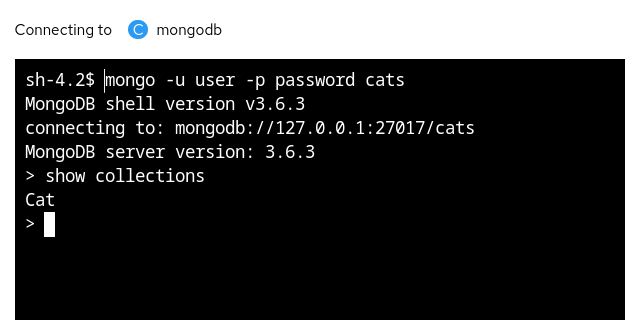 Connecting to C mongodb
sh-4.2$ mongo -u user -p password cats
MongoDB shell version v3.6.3
connecting to: mongodb://127.0.0.1:27017/cats
MongoDB server version: 3.6.3
> show collections
Cat
>